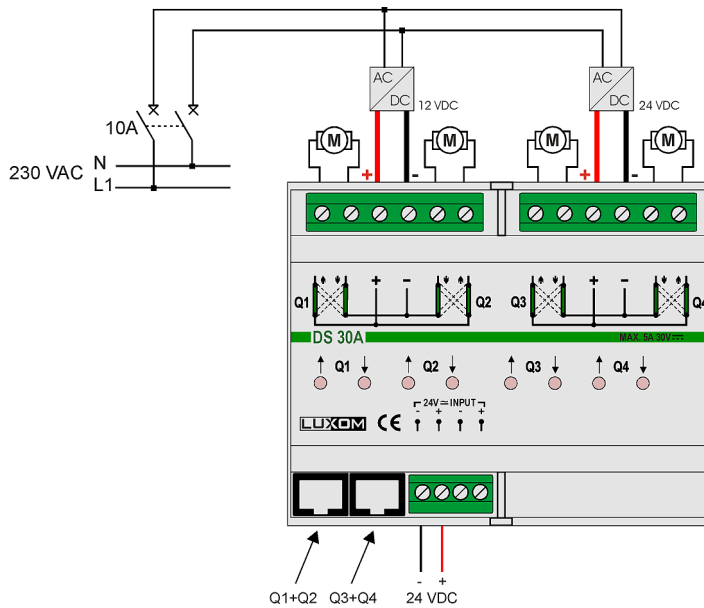 AC
DC
12 VDC
AC
DC
24 VDC
10A
M
M
M
M
230 VAC
N
L1
+
-
+
-
Q1
+
-
Q2
Q3
+
-
Q4
DS 30A
MAX. 5A 30V
Q1
Q2
Q3
Q4
24V ≃ INPUT
- + - +
LUXOM CE
- +
Q1+Q2
Q3+Q4
24 VDC